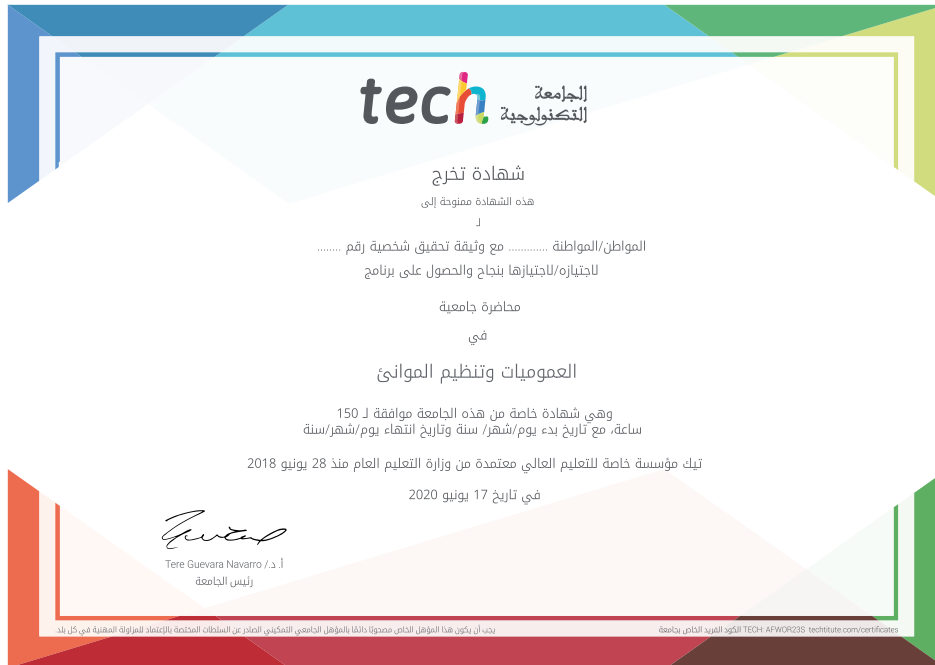 tech الجامعة
التكنولوجية
شهادة تخرج
هذه الشهادة ممنوحة إلى
لـ
المواطن/المواطنة ............ مع وثيقة تحقيق شخصية رقم ........
لاجتيازه/لاجتيازها بنجاح والحصول على برنامج
محاضرة جامعية
في
العموميات وتنظيم الموانئ
وهي شهادة خاصة من هذه الجامعة موافقة لـ 150
ساعة، مع تاريخ بدء يوم/شهر/ سنة وتاريخ انتهاء يوم/شهر/سنة
تيك مؤسسة خاصة للتعليم العالي معتمدة من وزارة التعليم العام منذ 28 يونيو 2018
في تاريخ 17 يونيو 2020
أ. د./ Tere Guevara Navarro
رئيس الجامعة
يجب أن يكون هذا المؤهل الخاص مصحوبًا دائمًا بالمؤهل الجامعي التمكيني الصادر عن السلطات المختصة بالإعتماد للمزاولة المهنية في كل بلد
الكود الفريد الخاص بجامعة TECH: AFWOR23S techtitute.com/certificates